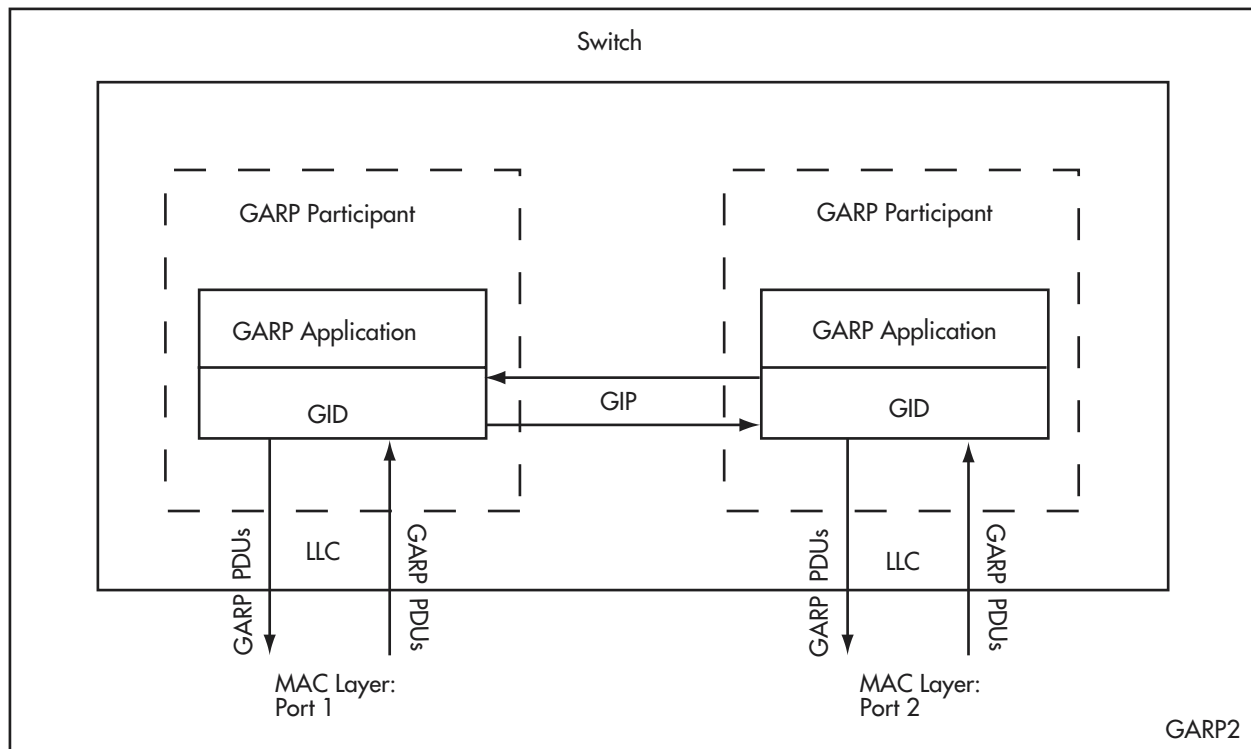 Switch
GARP Participant
GARP Participant
GARP Application
GARP Application
GIP
GID
GID
GARP PDUs
LLC
GARP PDUs
GARP PDUs
LLC
GARP PDUs
MAC Layer:
Port 1
MAC Layer:
Port 2
GARP2